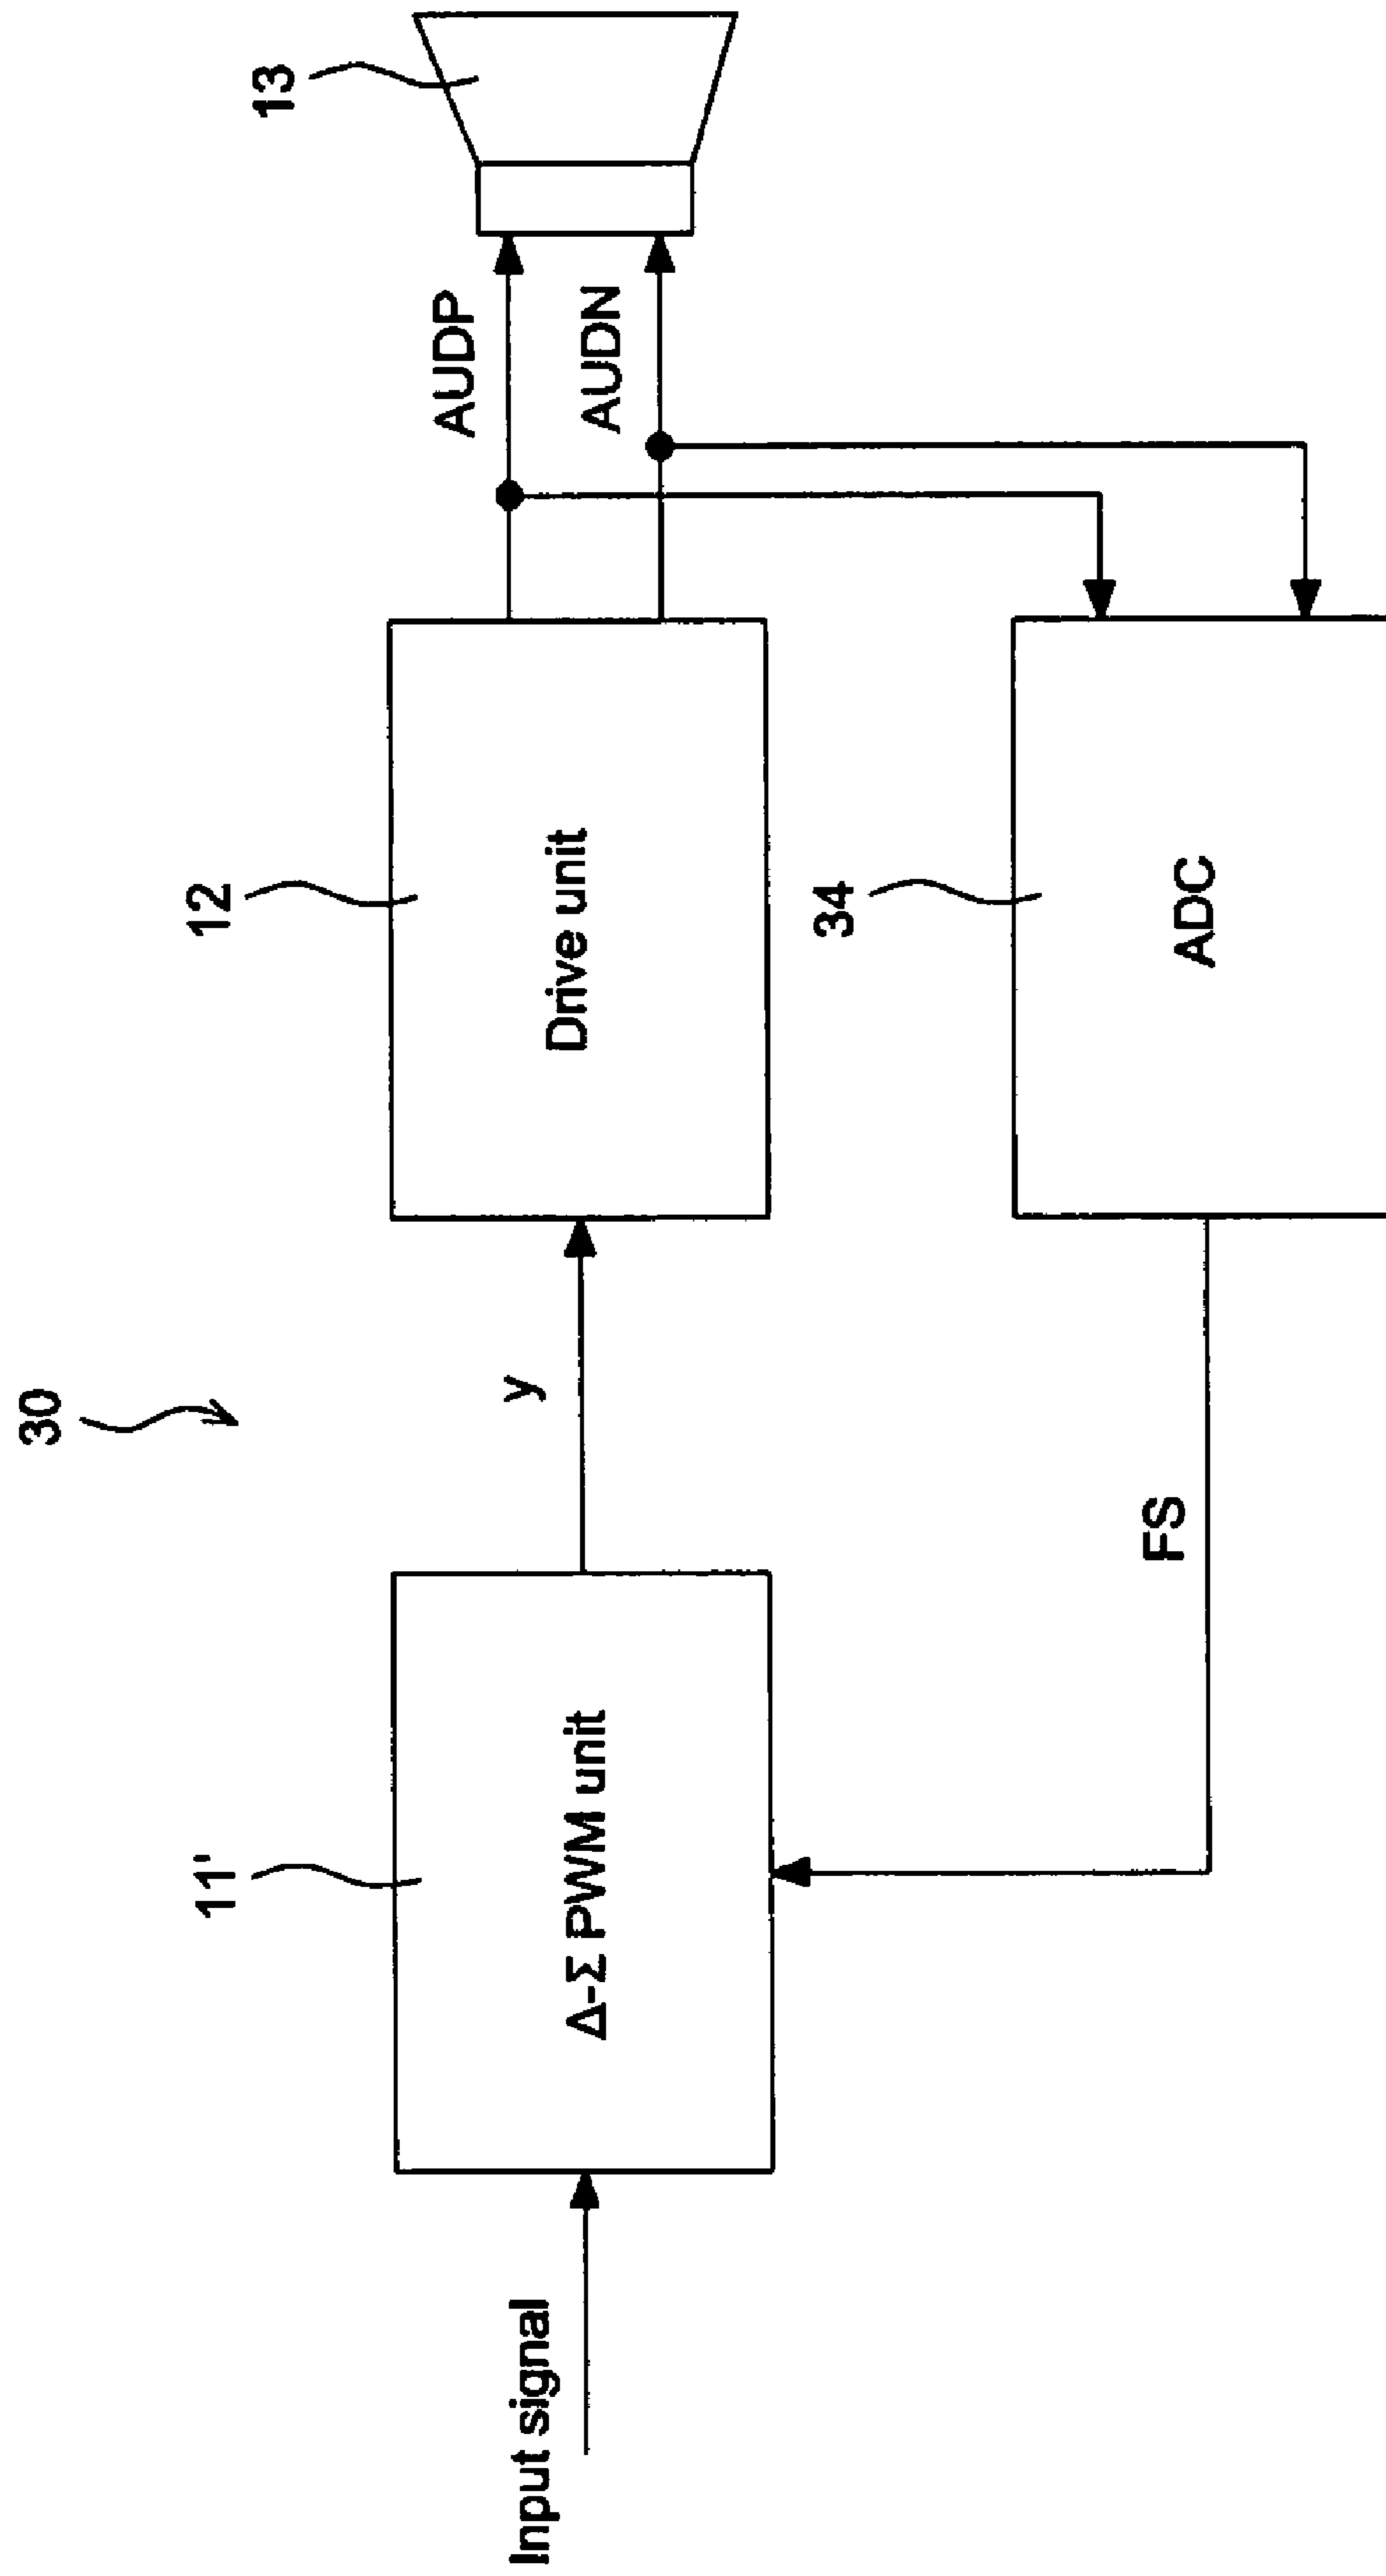 30
11'
12
13
Input signal
Δ-Σ PWM unit
y
Drive unit
AUDP
AUDN
FS
34
ADC